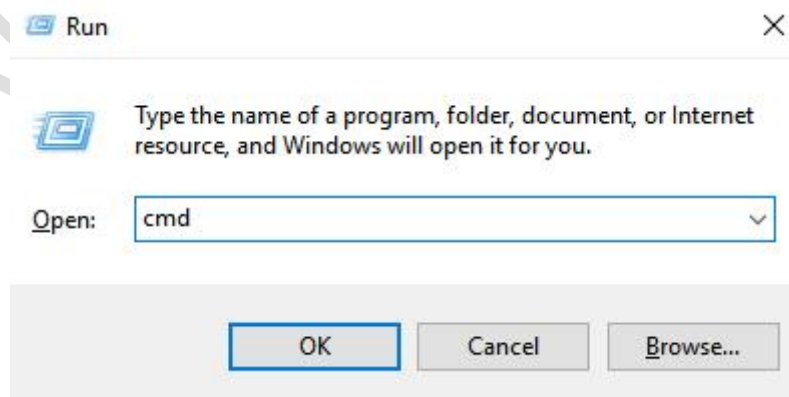 Run
Type the name of a program, folder, document, or Internet
resource, and Windows will open it for you.
Open: cmd
OK Cancel Browse...